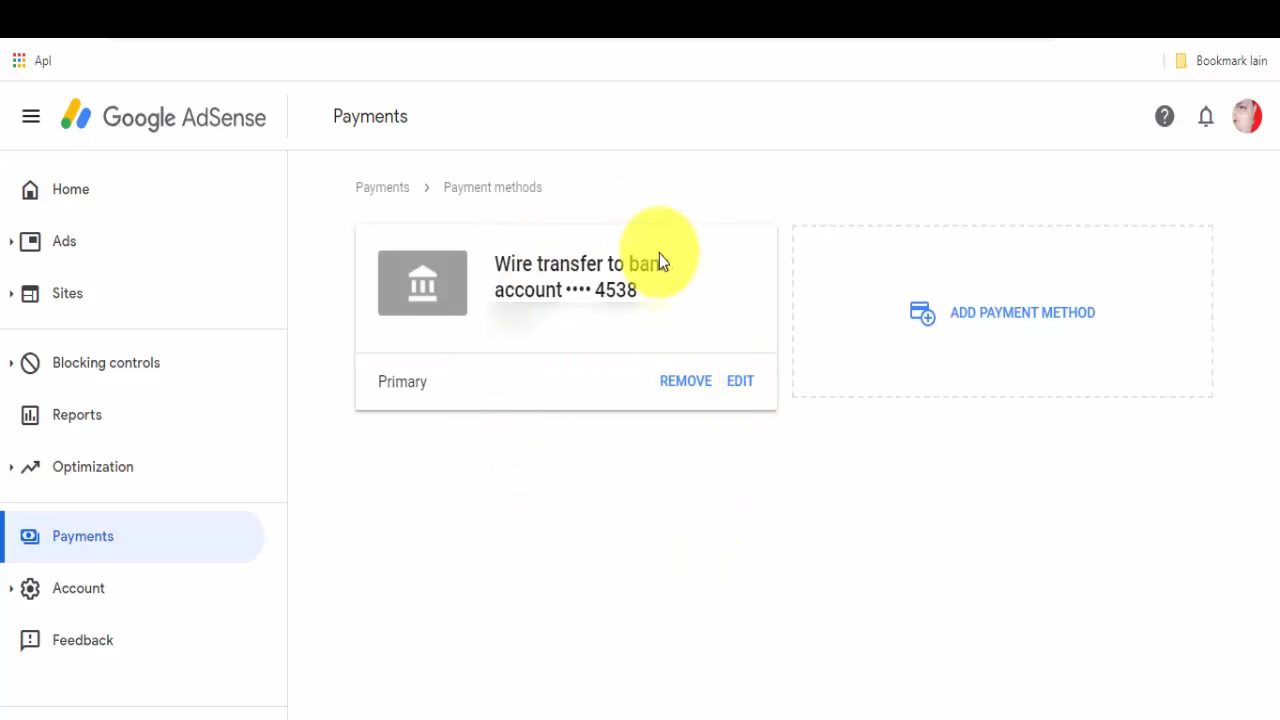 Apl
Bookmark lain
Google AdSense
Payments
Home
Ads
Sites
Blocking controls
Reports
Optimization
Payments
Account
Feedback
Payments > Payment methods
Wire transfer to ban
account •••• 4538
Primary
REMOVE EDIT
ADD PAYMENT METHOD